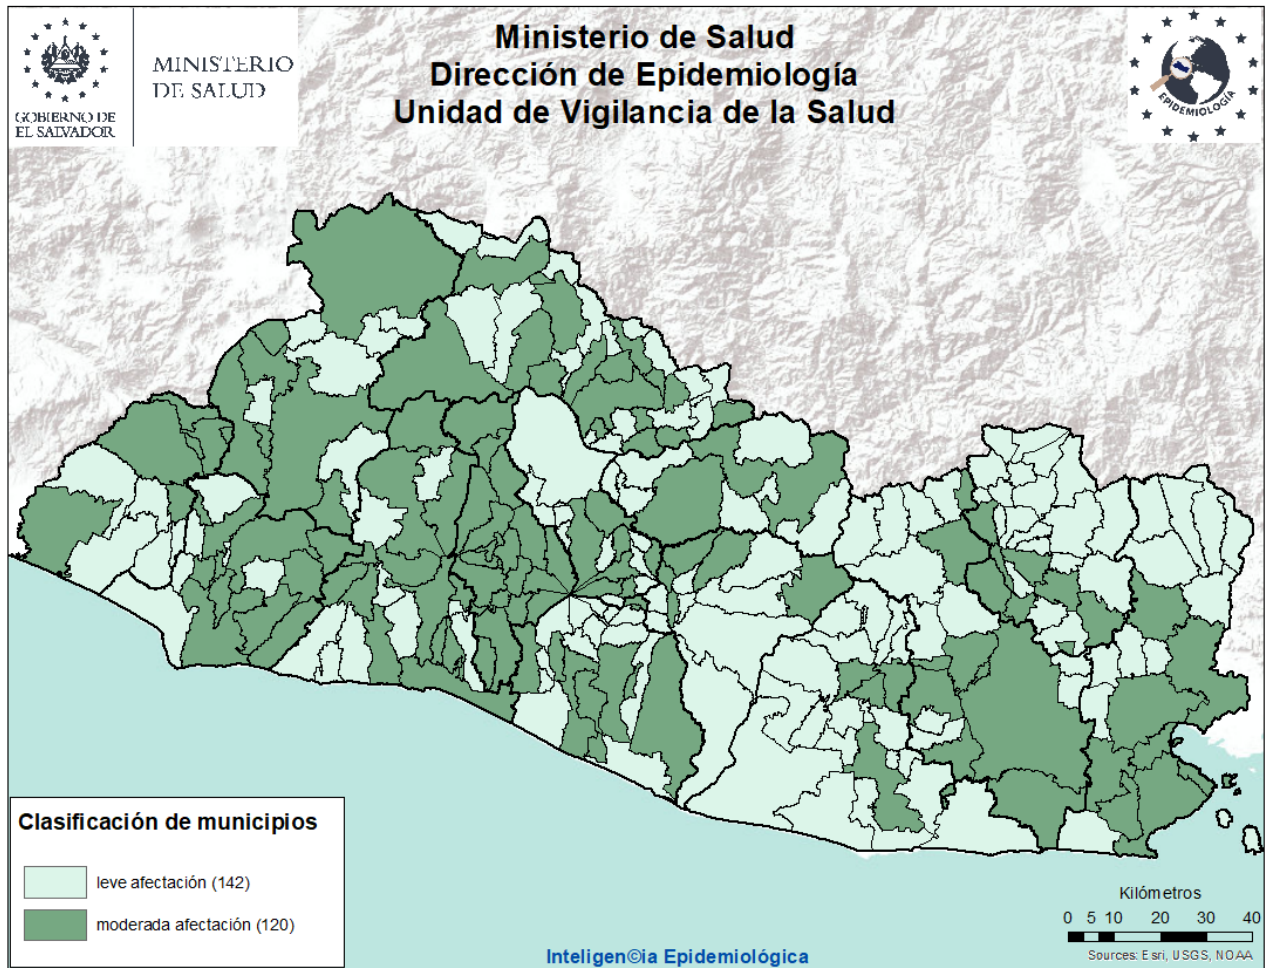 GOBIERNO DE
EL SALVADOR
MINISTERIO
DE SALUD
Ministerio de Salud
Dirección de Epidemiología
Unidad de Vigilancia de la Salud
EPIDEMIOLOGÍA
Clasificación de municipios
leve afectación (142)
moderada afectación (120)
Kilómetros
0 5 10 20 30 40
Sources: Esri, USGS, NOAA
Inteligen©ia Epidemiológica